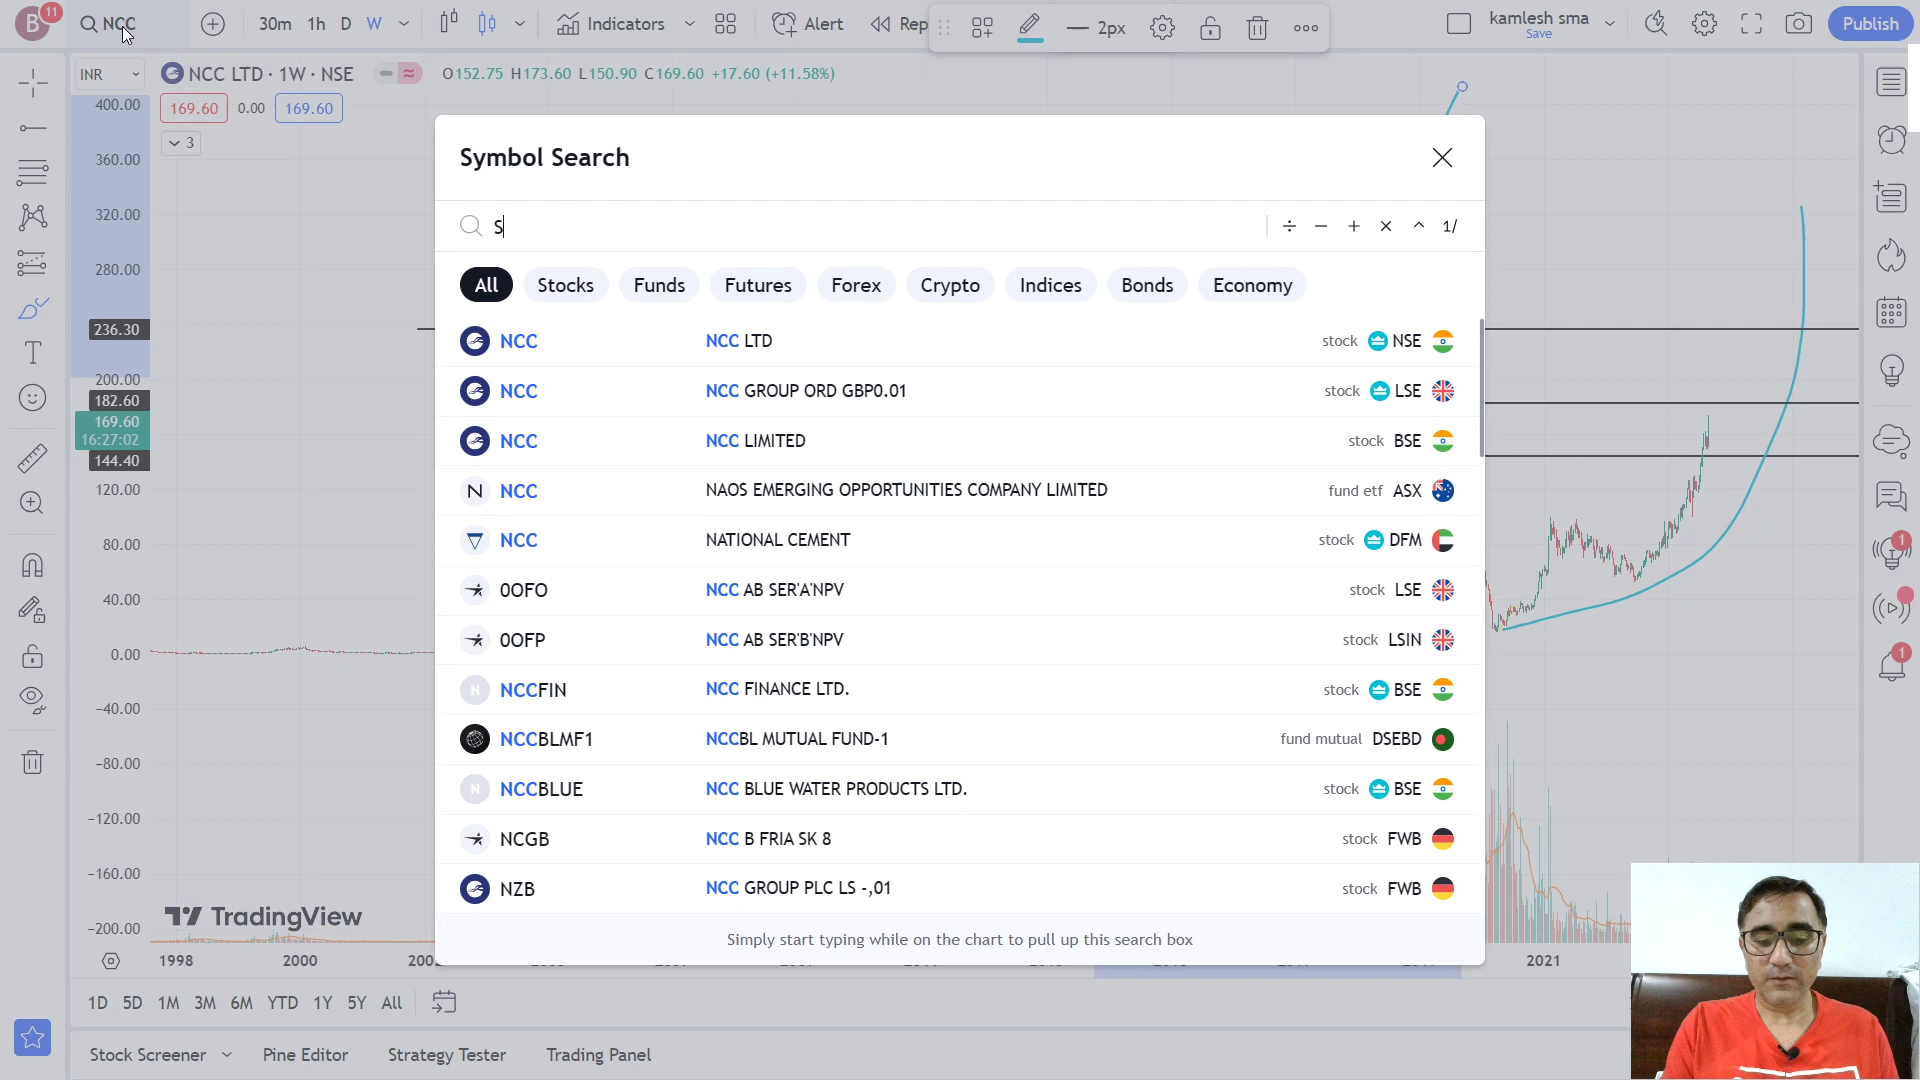 B 11 NCC 30m 1h D W Indicators Alert Rep 2px kamlesh sma Save Publish
INR NCC LTD · 1W · NSE O152.75 H173.60 L150.90 C169.60 +17.60 (+11.58%)
169.60 0.00 169.60
3
400.00
360.00
320.00
280.00
236.30
200.00
182.60
169.60
16:27:02
144.40
120.00
80.00
40.00
0.00
−40.00
−80.00
−120.00
−160.00
−200.00
Symbol Search
S ÷ − + × ^ 1/
All Stocks Funds Futures Forex Crypto Indices Bonds Economy
NCC NCC LTD stock NSE
NCC NCC GROUP ORD GBP0.01 stock LSE
NCC NCC LIMITED stock BSE
N NCC NAOS EMERGING OPPORTUNITIES COMPANY LIMITED fund etf ASX
NCC NATIONAL CEMENT stock DFM
0OFO NCC AB SER'A'NPV stock LSE
0OFP NCC AB SER'B'NPV stock LSIN
N NCCFIN NCC FINANCE LTD. stock BSE
NCCBLMF1 NCCBL MUTUAL FUND-1 fund mutual DSEBD
N NCCBLUE NCC BLUE WATER PRODUCTS LTD. stock BSE
NCGB NCC B FRIA SK 8 stock FWB
NZB NCC GROUP PLC LS -,01 stock FWB
Simply start typing while on the chart to pull up this search box
1
1
TradingView
1998 2000 2021
1D 5D 1M 3M 6M YTD 1Y 5Y All
Stock Screener Pine Editor Strategy Tester Trading Panel